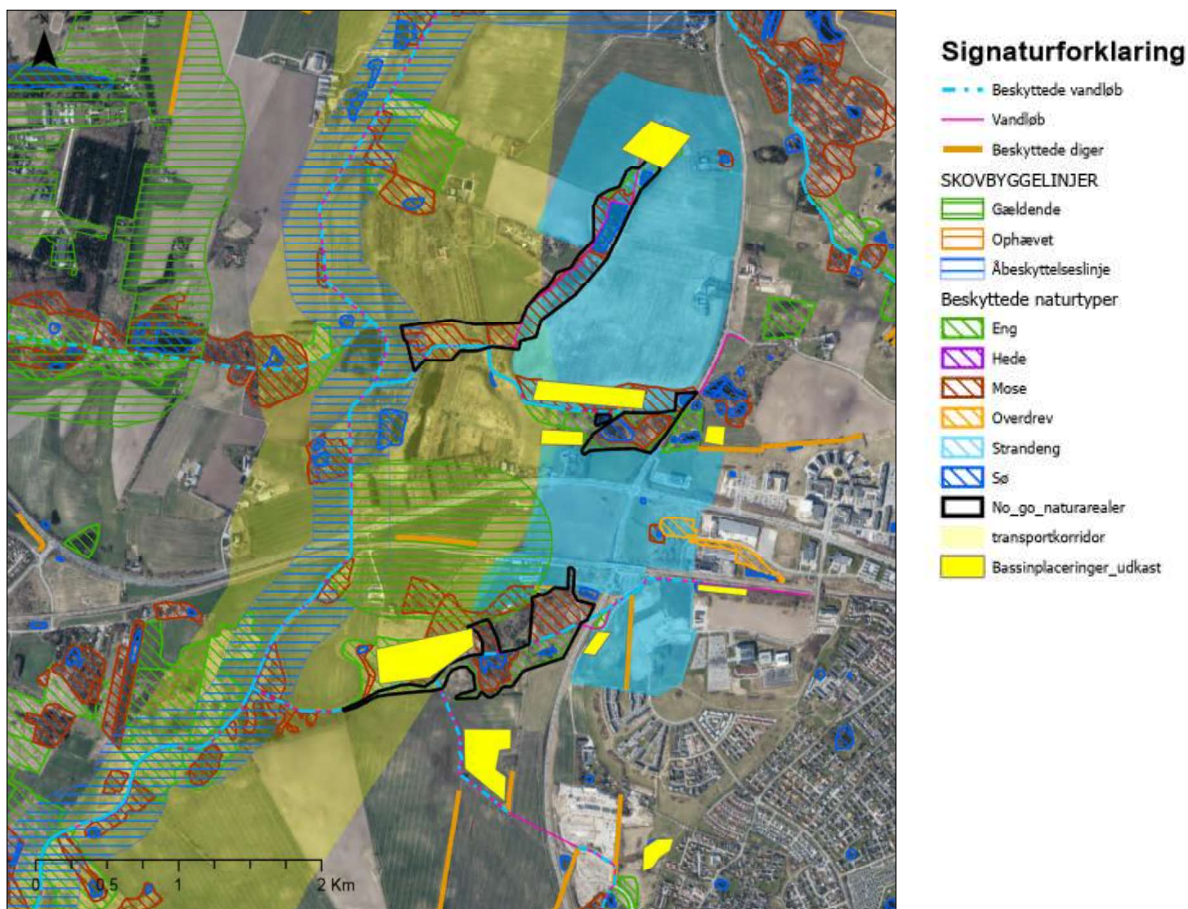 Signaturforklaring
Beskyttede vandløb
Vandløb
Beskyttede diger
SKOVBYGGELINJER
Gældende
Ophævet
Åbeskyttelseslinje
Beskyttede naturtyper
Eng
Hede
Mose
Overdrev
Strandeng
Sø
No_go_naturarealer
transportkorridor
Bassinplaceringer_udkast
0 0.5 1 2 Km